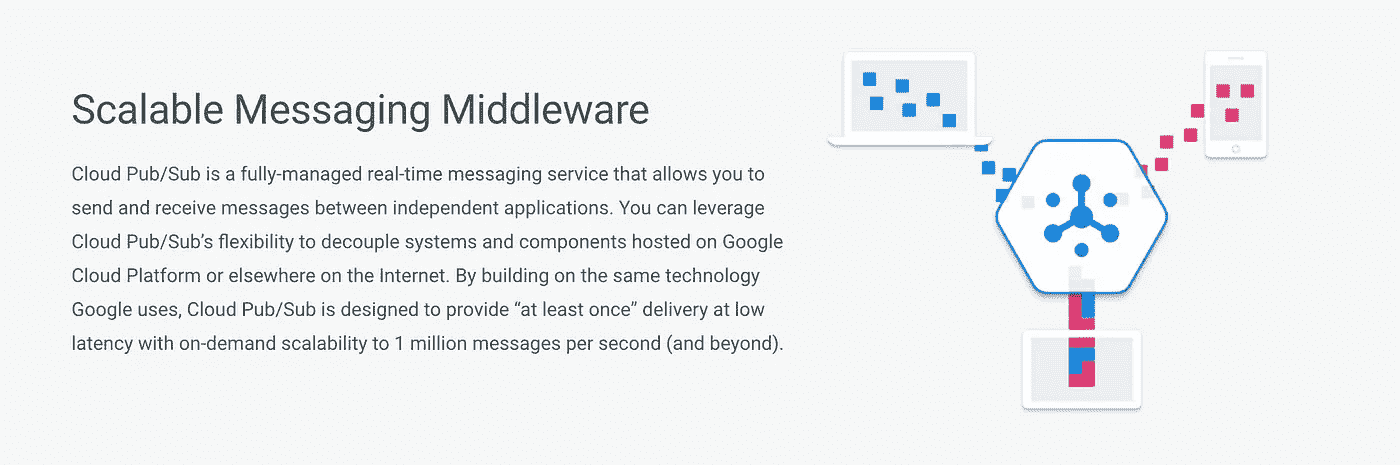 Scalable Messaging Middleware
Cloud Pub/Sub is a fully-managed real-time messaging service that allows you to
send and receive messages between independent applications. You can leverage
Cloud Pub/Sub’s flexibility to decouple systems and components hosted on Google
Cloud Platform or elsewhere on the Internet. By building on the same technology
Google uses, Cloud Pub/Sub is designed to provide “at least once” delivery at low
latency with on-demand scalability to 1 million messages per second (and beyond).